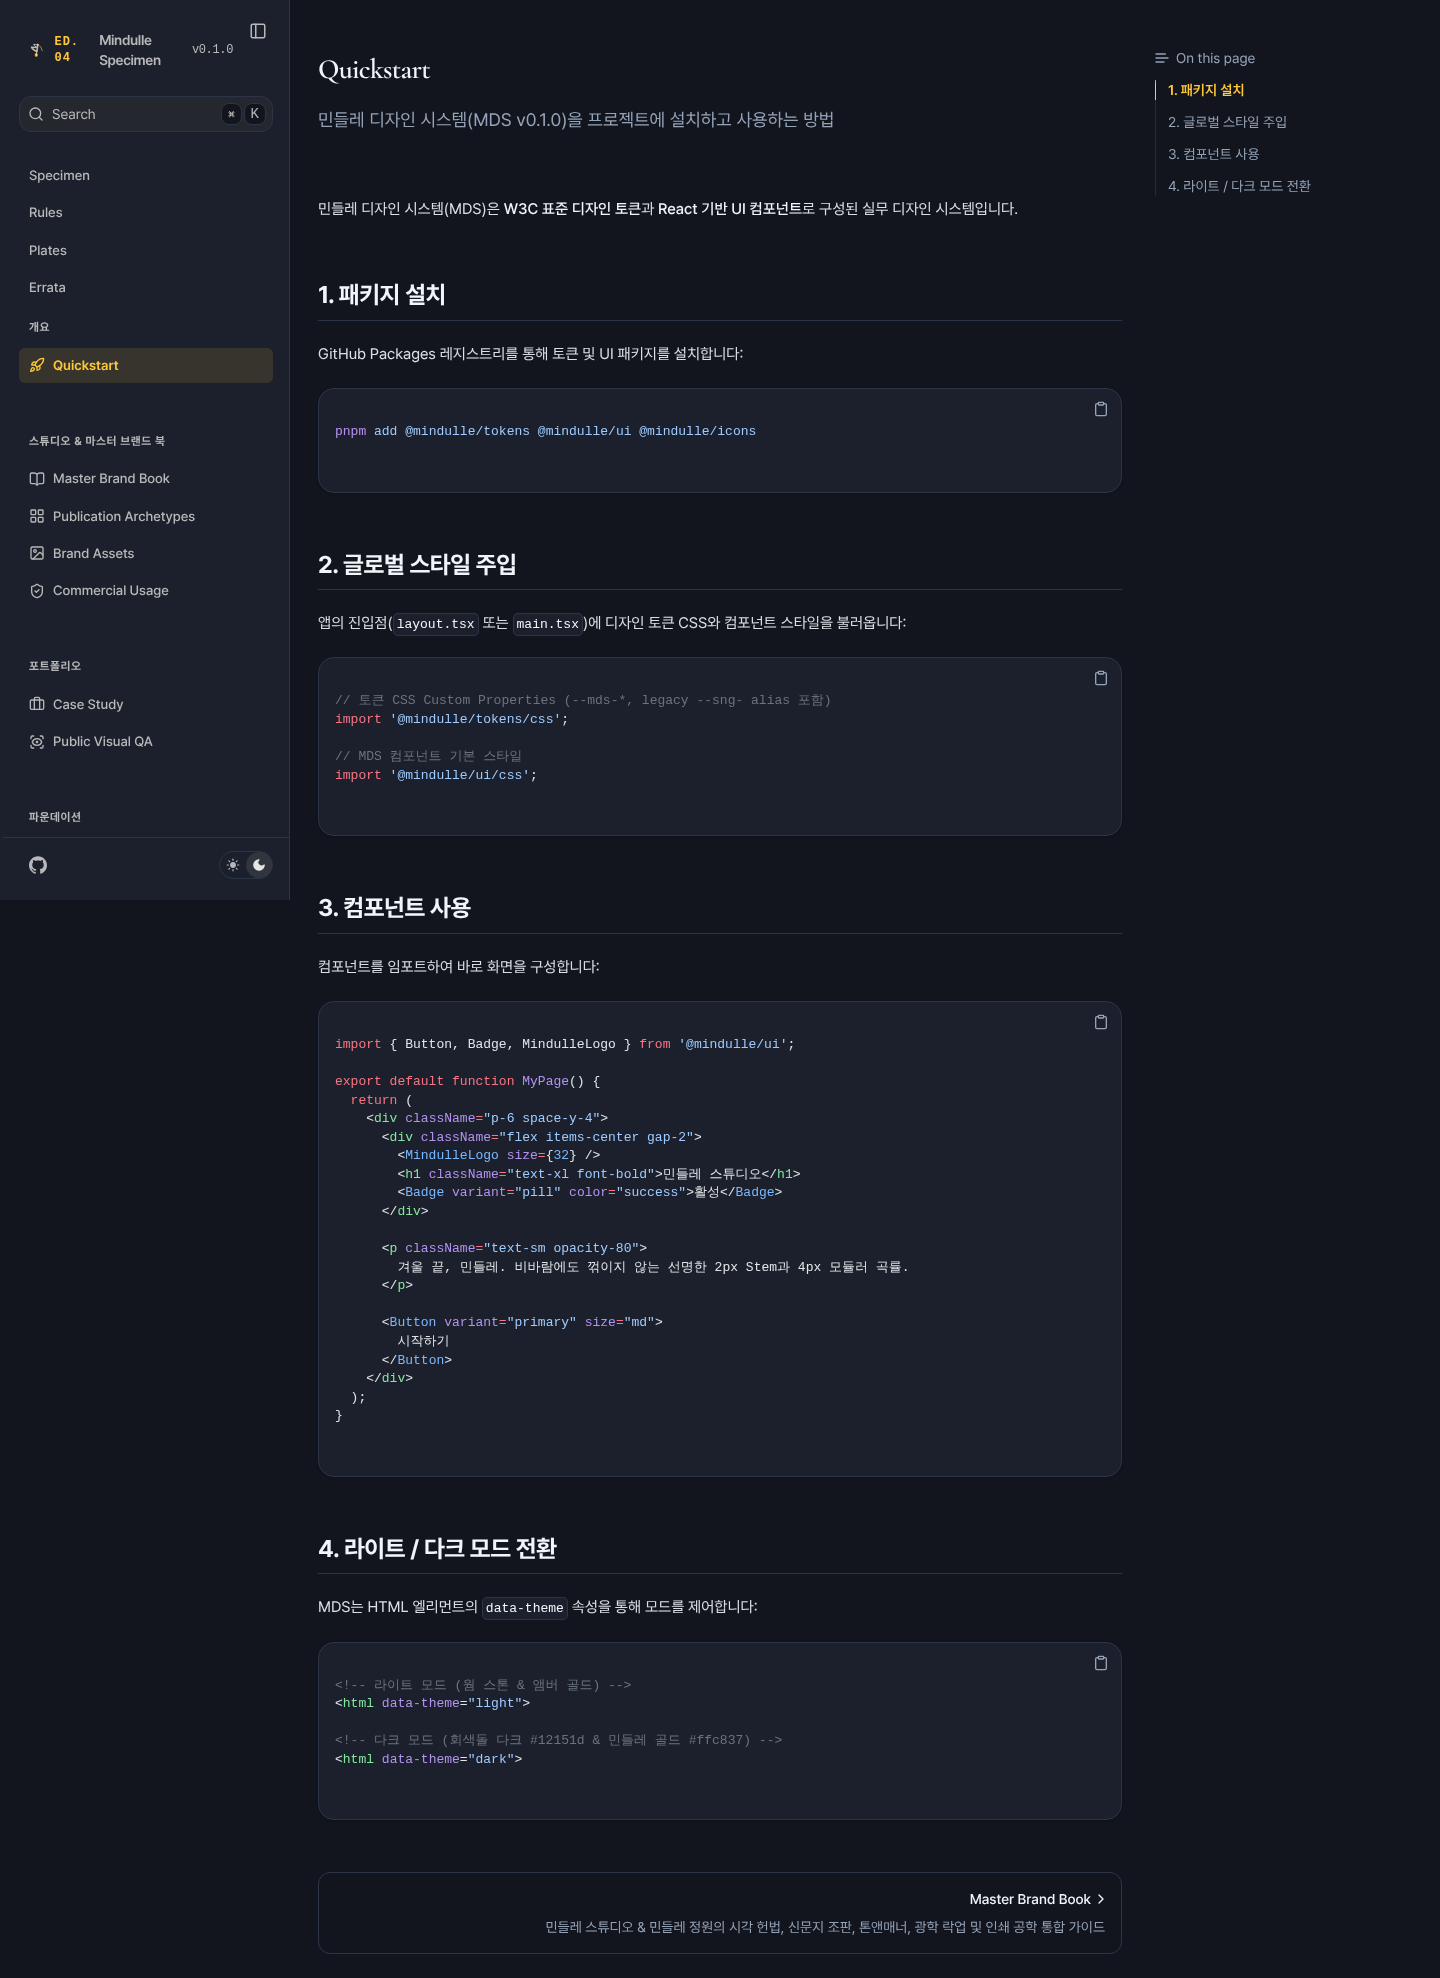 ED. 04
Mindulle Specimen
v0.1.0
Search
⌘ K
Specimen
Rules
Plates
Errata
개요
Quickstart
스튜디오 & 마스터 브랜드 북
Master Brand Book
Publication Archetypes
Brand Assets
Commercial Usage
포트폴리오
Case Study
Public Visual QA
파운데이션
Quickstart
민들레 디자인 시스템(MDS v0.1.0)을 프로젝트에 설치하고 사용하는 방법
민들레 디자인 시스템(MDS)은 W3C 표준 디자인 토큰과 React 기반 UI 컴포넌트로 구성된 실무 디자인 시스템입니다.
1. 패키지 설치
GitHub Packages 레지스트리를 통해 토큰 및 UI 패키지를 설치합니다:
pnpm add @mindulle/tokens @mindulle/ui @mindulle/icons
2. 글로벌 스타일 주입
앱의 진입점(layout.tsx 또는 main.tsx)에 디자인 토큰 CSS와 컴포넌트 스타일을 불러옵니다:
// 토큰 CSS Custom Properties (--mds-*, legacy --sng- alias 포함)
import '@mindulle/tokens/css';
// MDS 컴포넌트 기본 스타일
import '@mindulle/ui/css';
3. 컴포넌트 사용
컴포넌트를 임포트하여 바로 화면을 구성합니다:
import { Button, Badge, MindulleLogo } from '@mindulle/ui';
export default function MyPage() {
  return (
    <div className="p-6 space-y-4">
      <div className="flex items-center gap-2">
        <MindulleLogo size={32} />
        <h1 className="text-xl font-bold">민들레 스튜디오</h1>
        <Badge variant="pill" color="success">활성</Badge>
      </div>
      <p className="text-sm opacity-80">
        겨울 끝, 민들레. 비바람에도 꺾이지 않는 선명한 2px Stem과 4px 모듈러 곡률.
      </p>
      <Button variant="primary" size="md">
        시작하기
      </Button>
    </div>
  );
}
4. 라이트 / 다크 모드 전환
MDS는 HTML 엘리먼트의 data-theme 속성을 통해 모드를 제어합니다:
<!-- 라이트 모드 (웜 스톤 & 앰버 골드) -->
<html data-theme="light">
<!-- 다크 모드 (회색돌 다크 #12151d & 민들레 골드 #ffc837) -->
<html data-theme="dark">
Master Brand Book
민들레 스튜디오 & 민들레 정원의 시각 헌법, 신문지 조판, 톤앤매너, 광학 락업 및 인쇄 공학 통합 가이드
On this page
1. 패키지 설치
2. 글로벌 스타일 주입
3. 컴포넌트 사용
4. 라이트 / 다크 모드 전환